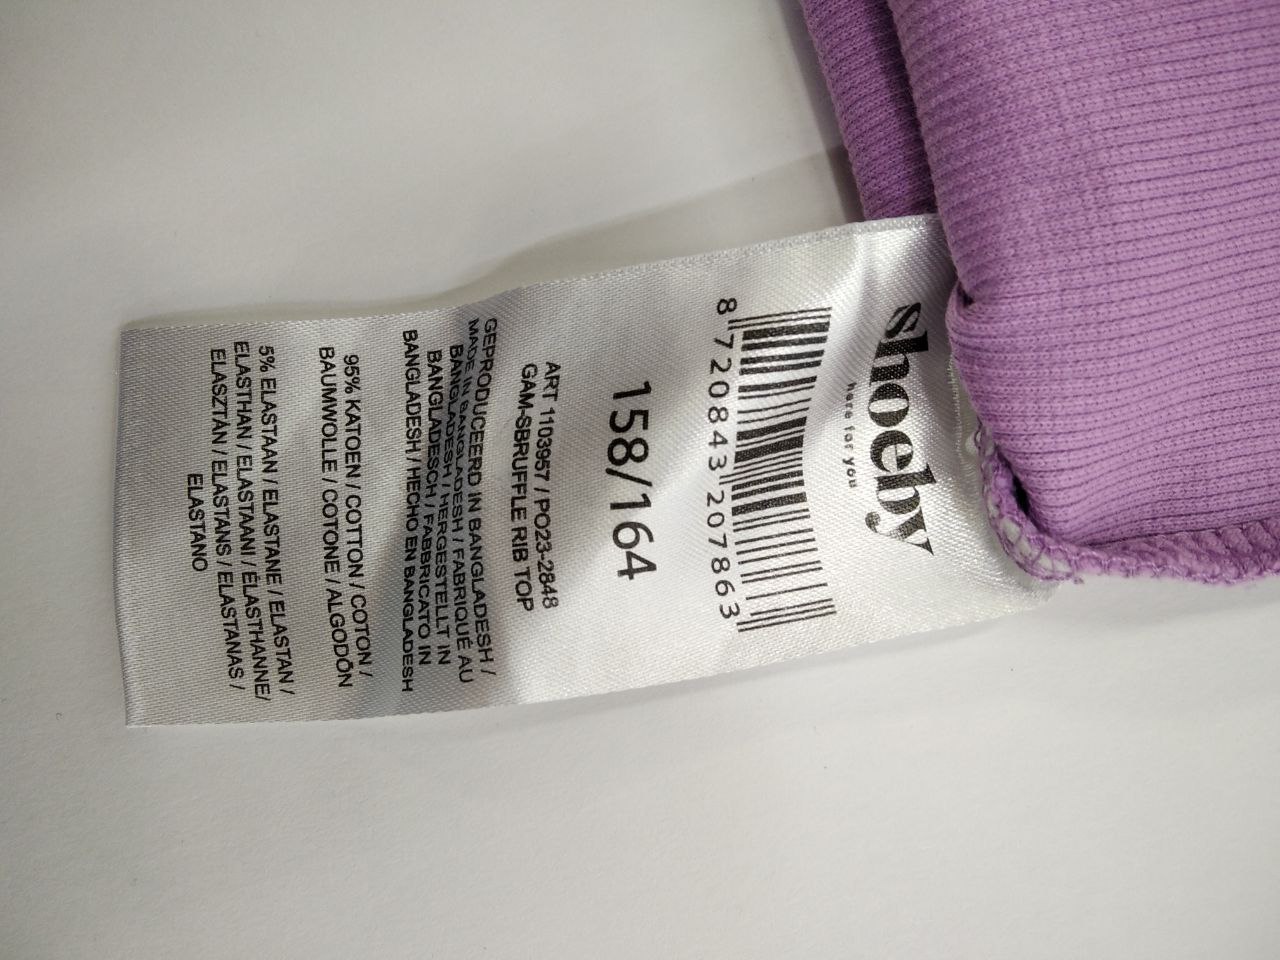 shoeby
here for you
8 720843 207863
158/164
ART 1103957 / PO23-2848
GAM-SBRUFFLE RIB TOP
GEPRODUCEERD IN BANGLADESH /
MADE IN BANGLADESH / FABRIQUÉ AU
BANGLADESH / HERGESTELLT IN
BANGLADESCH / FABBRICATO IN
BANGLADESH / HECHO EN BANGLADESH
95% KATOEN / COTTON / COTON /
BAUMWOLLE / COTONE / ALGODÓN
5% ELASTAAN / ELASTANE / ELASTAN /
ELASTHAN / ELASTAANI / ÉLASTHANNE/
ELASZTÁN / ELASTANS / ELASTANAS /
ELASTANO